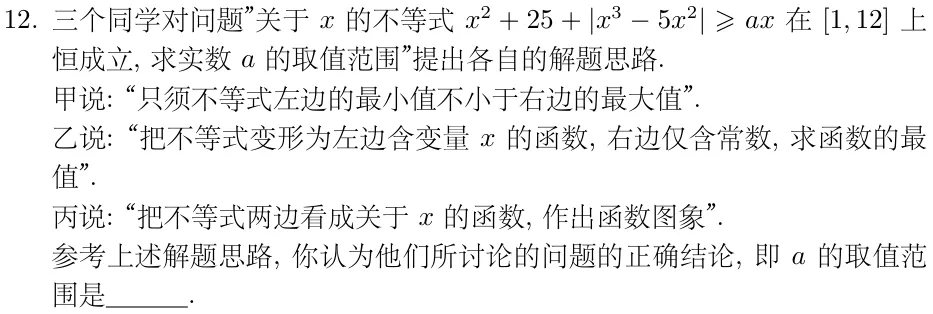 12. 三个同学对问题”关于 x 的不等式 x² + 25 + |x³ − 5x²| ⩾ ax 在 [1, 12] 上
恒成立, 求实数 a 的取值范围”提出各自的解题思路.
甲说: “只须不等式左边的最小值不小于右边的最大值”.
乙说: “把不等式变形为左边含变量 x 的函数, 右边仅含常数, 求函数的最
值”.
丙说: “把不等式两边看成关于 x 的函数, 作出函数图象”.
参考上述解题思路, 你认为他们所讨论的问题的正确结论, 即 a 的取值范
围是______.